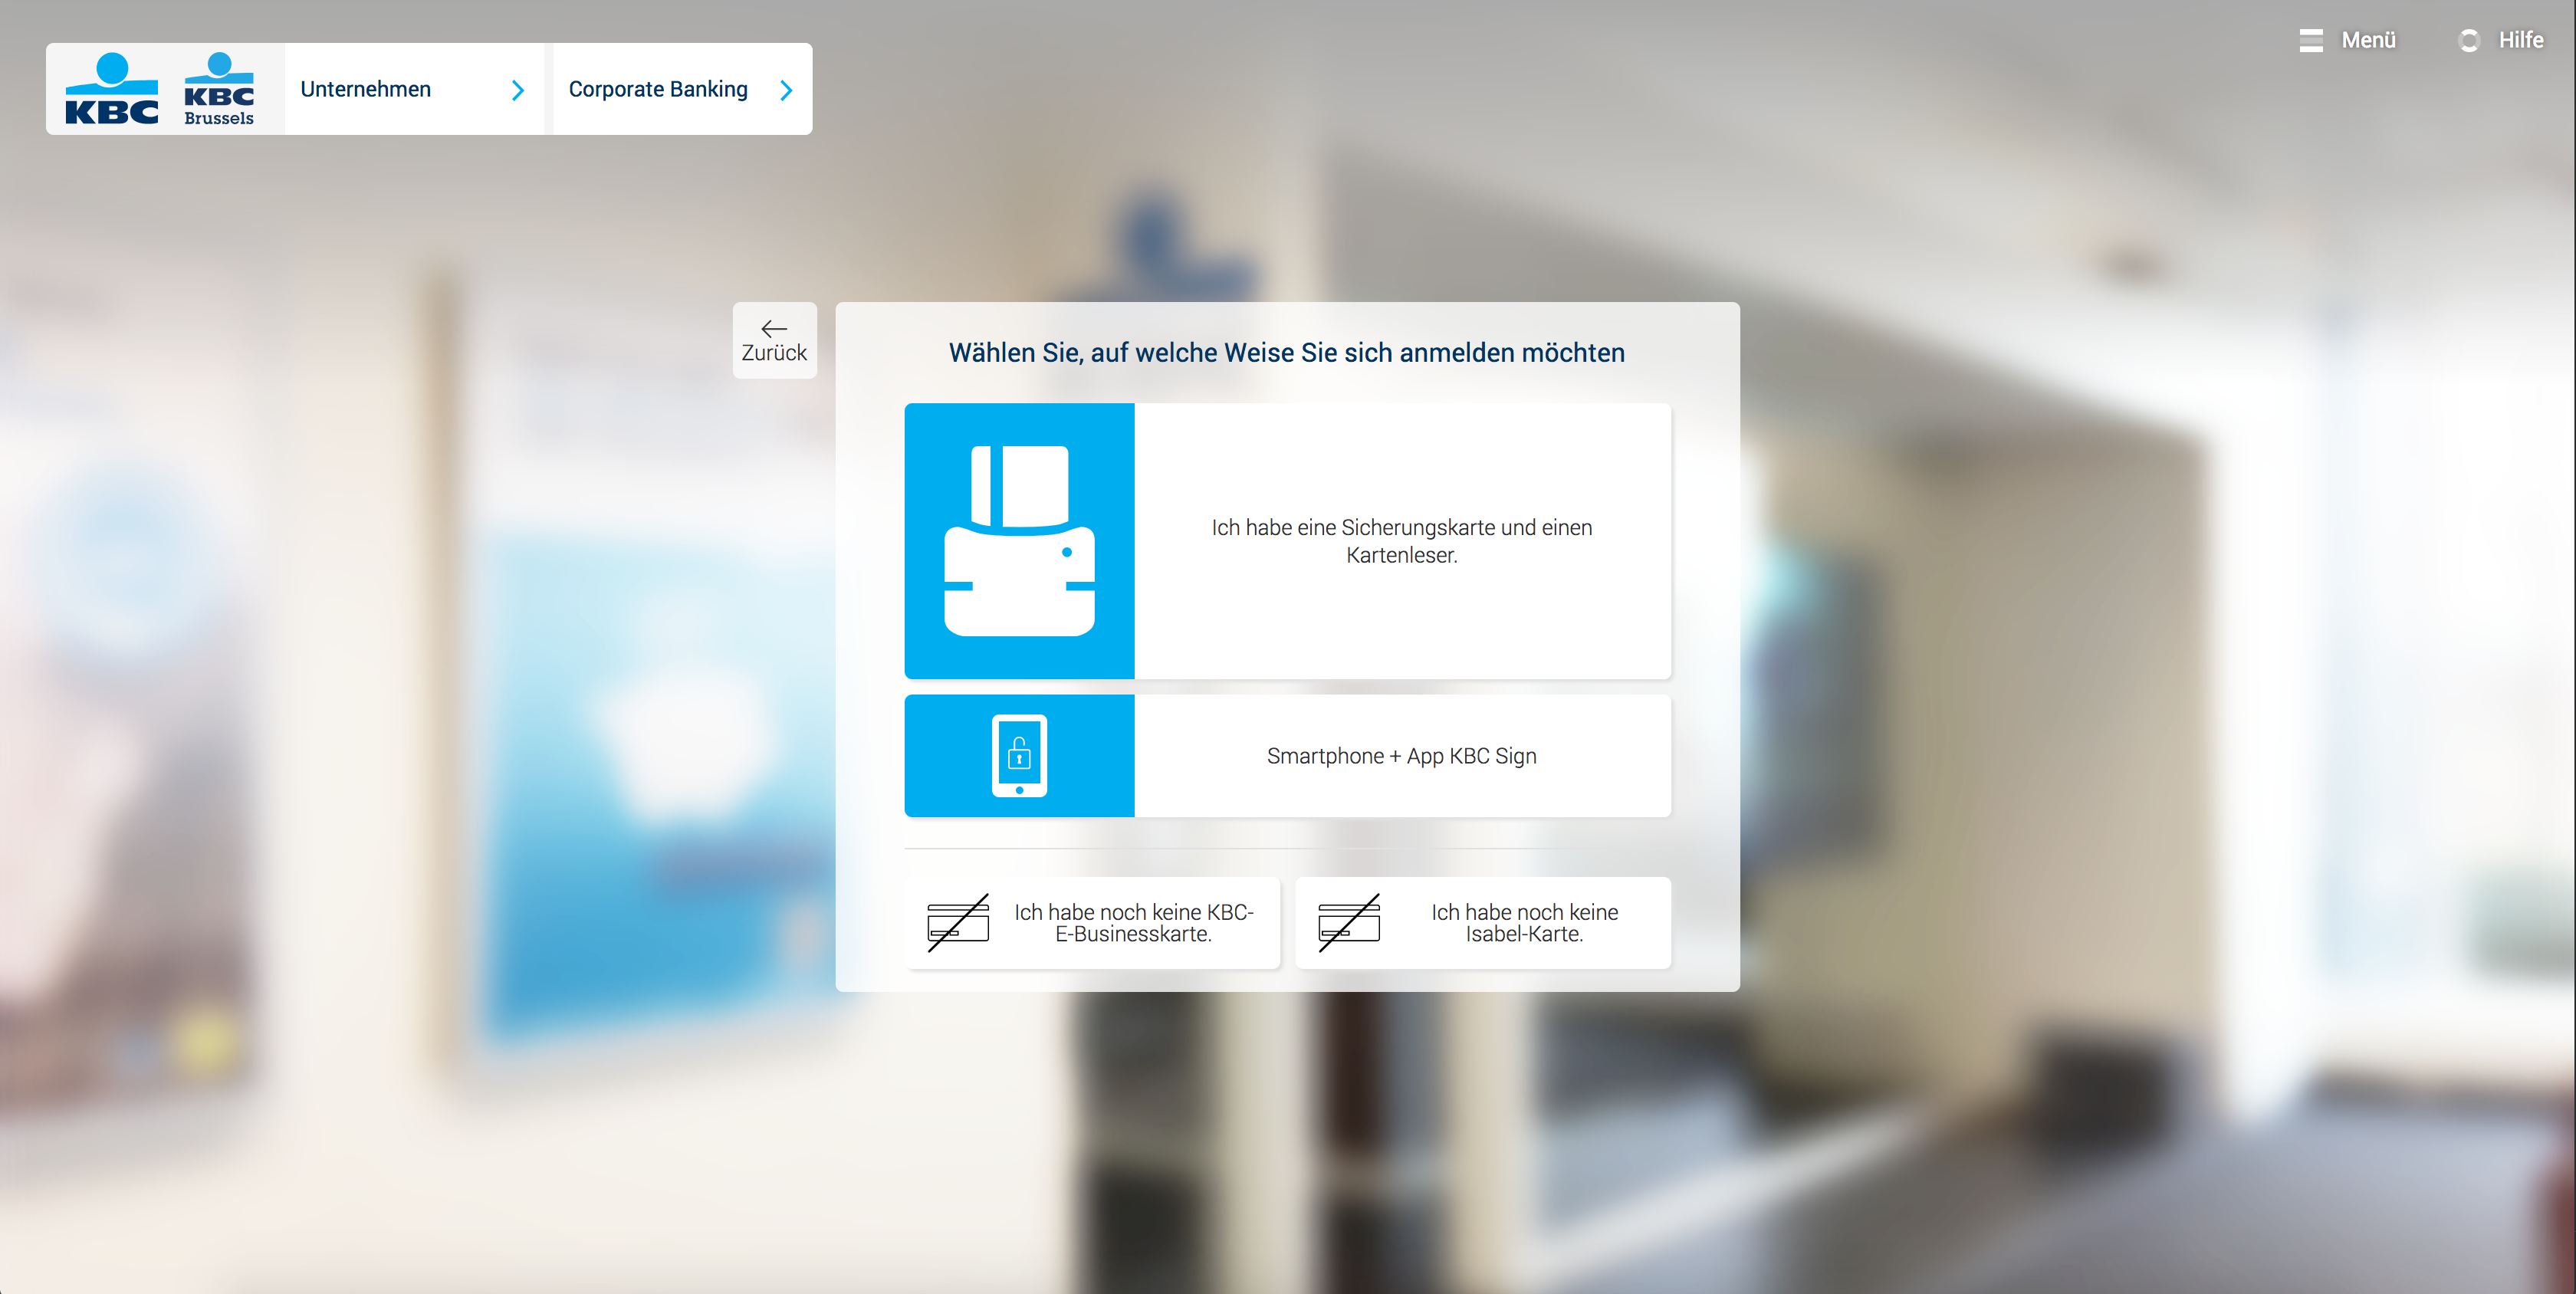 KBC
KBC
Brussels
Unternehmen
Corporate Banking
Menü
Hilfe
Zurück
Wählen Sie, auf welche Weise Sie sich anmelden möchten
Ich habe eine Sicherungskarte und einen
Kartenleser.
Smartphone + App KBC Sign
Ich habe noch keine KBC-
E-Businesskarte.
Ich habe noch keine
Isabel-Karte.